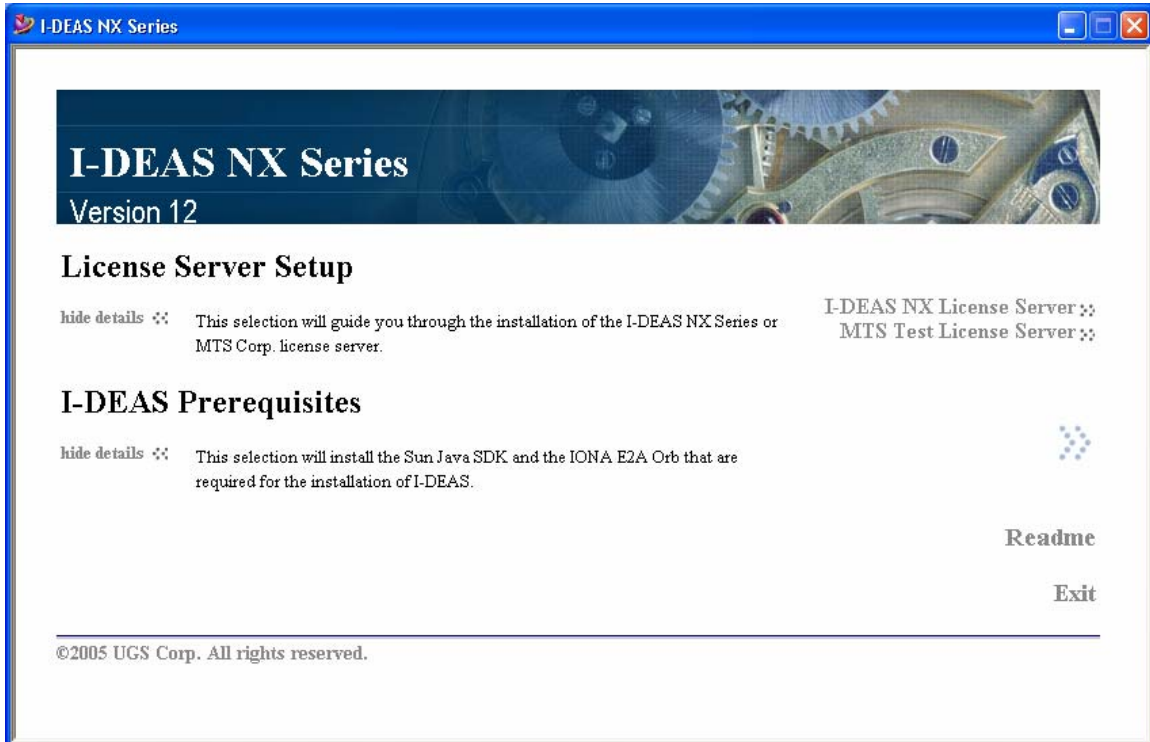 I-DEAS NX Series
I-DEAS NX Series
Version 12
License Server Setup
hide details
This selection will guide you through the installation of the I-DEAS NX Series or
MTS Corp. license server.
I-DEAS NX License Server
MTS Test License Server
I-DEAS Prerequisites
hide details
This selection will install the Sun Java SDK and the IONA E2A Orb that are
required for the installation of I-DEAS.
Readme
Exit
©2005 UGS Corp. All rights reserved.